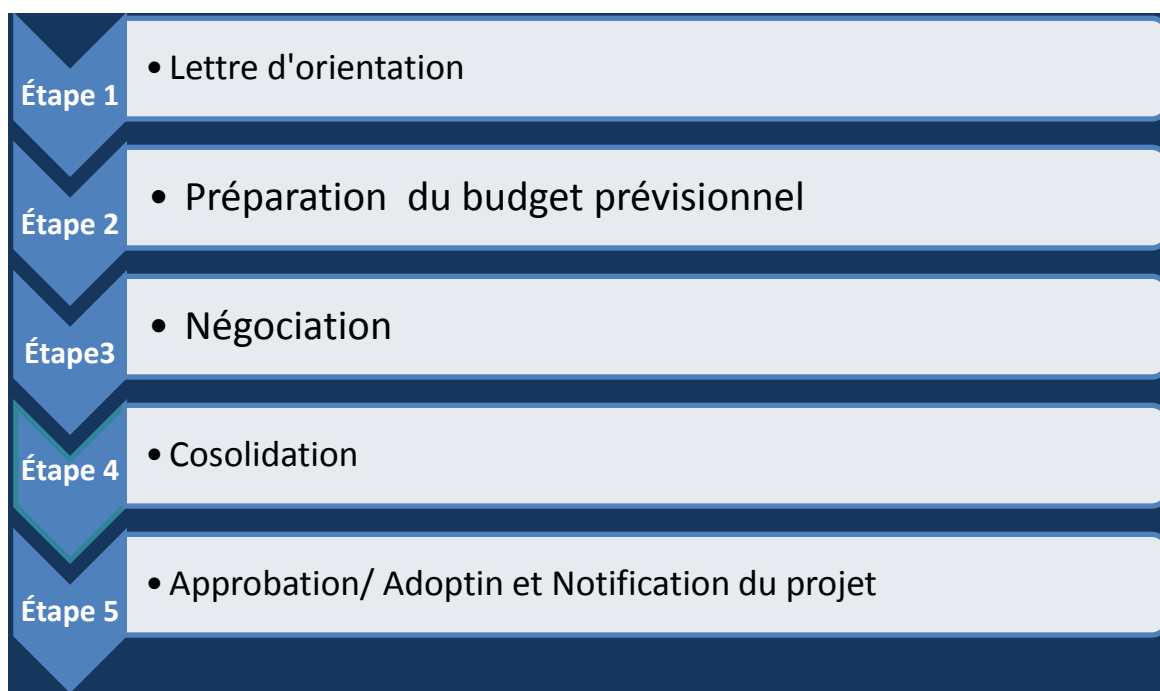 Étape 1
• Lettre d'orientation
Étape 2
• Préparation du budget prévisionnel
Étape3
• Négociation
Étape 4
• Cosolidation
Étape 5
• Approbation/ Adoptin et Notification du projet